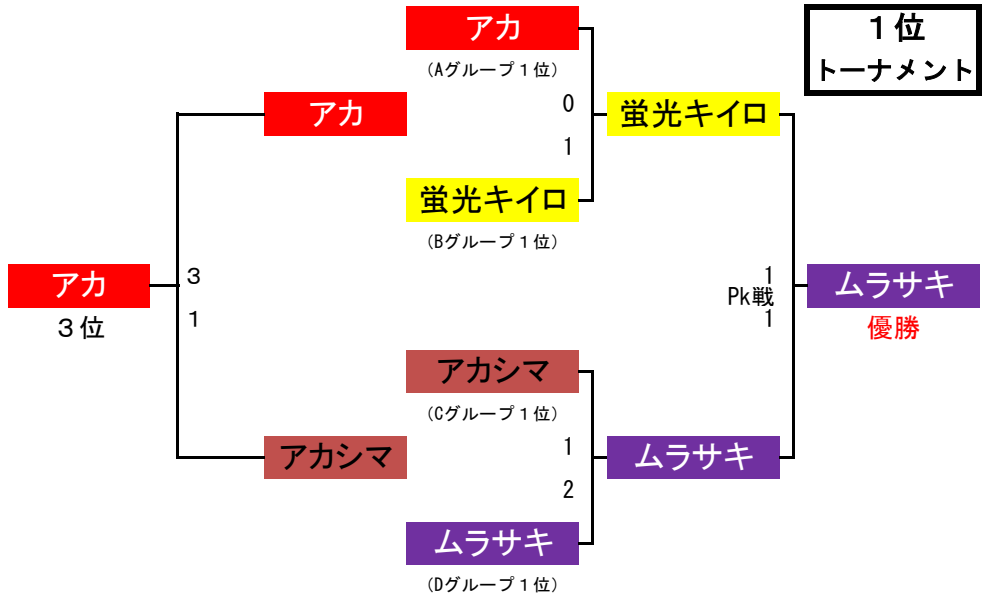 １位
トーナメント
アカ
(Aグループ１位)
0
1
蛍光キイロ
(Bグループ１位)
アカ
蛍光キイロ
アカ
３位
3
1
1
Pk戦
1
ムラサキ
優勝
アカシマ
(Cグループ１位)
1
2
ムラサキ
(Dグループ１位)
アカシマ
ムラサキ